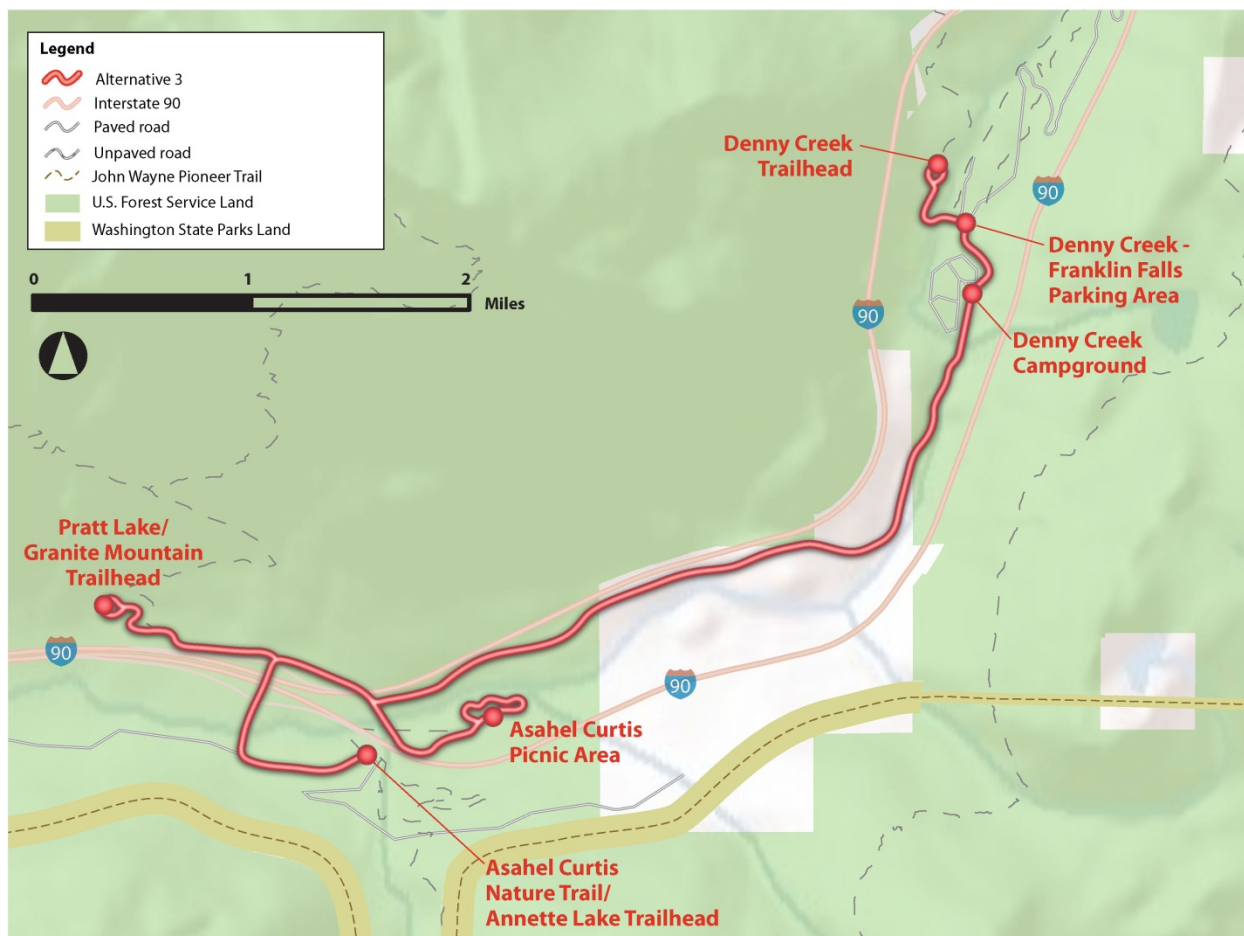 Legend
Alternative 3
Interstate 90
Paved road
Unpaved road
John Wayne Pioneer Trail
U.S. Forest Service Land
Washington State Parks Land
0 1 2
Miles
Denny Creek
Trailhead
90
Denny Creek -
Franklin Falls
Parking Area
90
Denny Creek
Campground
Pratt Lake/
Granite Mountain
Trailhead
90
90
Asahel Curtis
Picnic Area
Asahel Curtis
Nature Trail/
Annette Lake Trailhead